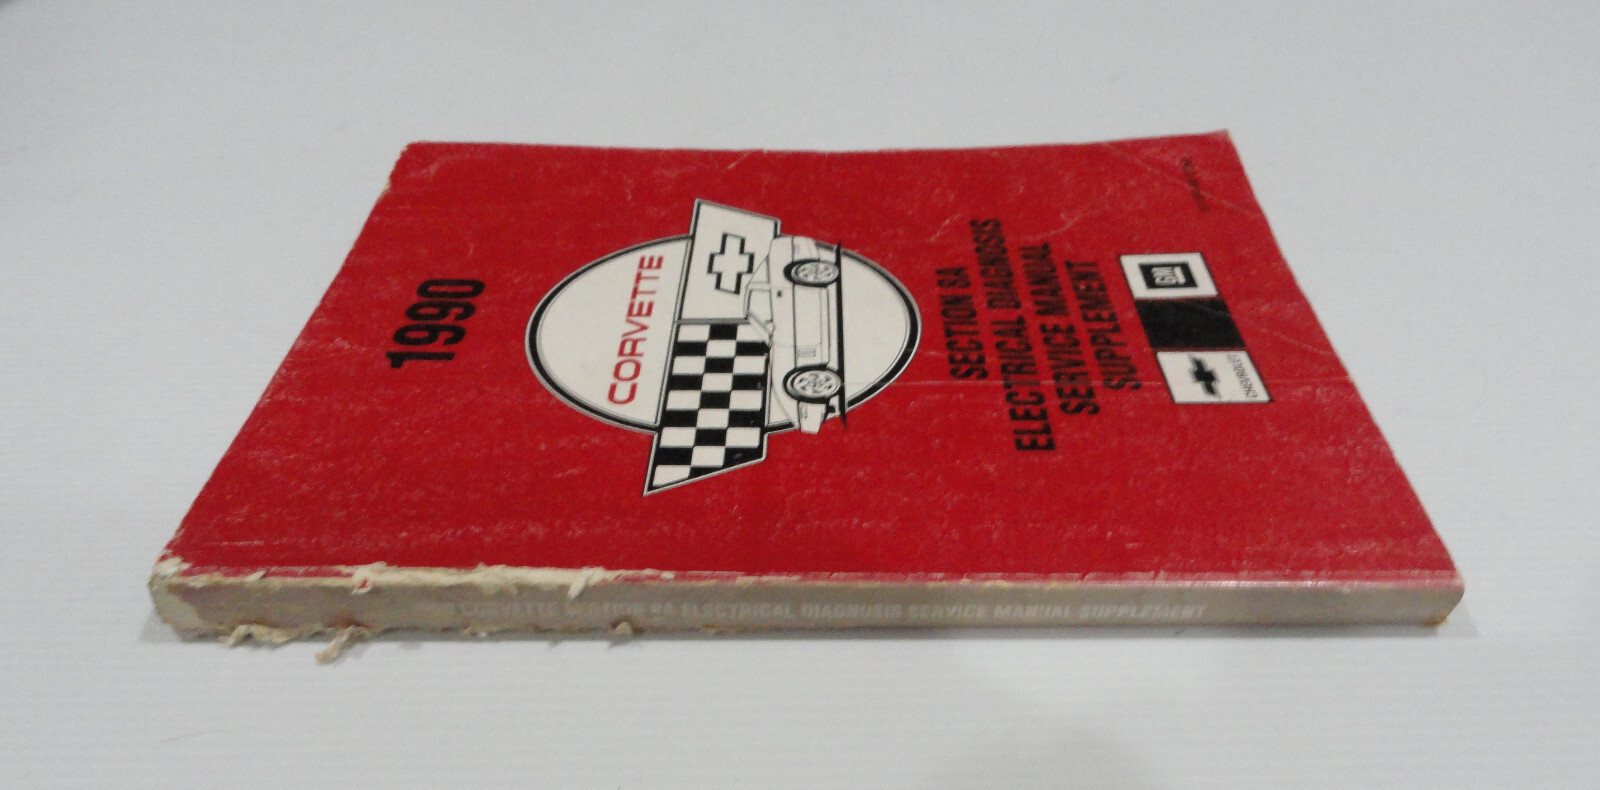 1990
CORVETTE
SECTION 8A
ELECTRICAL DIAGNOSIS
SERVICE MANUAL
SUPPLEMENT
GM
CHEVROLET
CORVETTE SECTION 8A ELECTRICAL DIAGNOSIS SERVICE MANUAL SUPPLEMENT